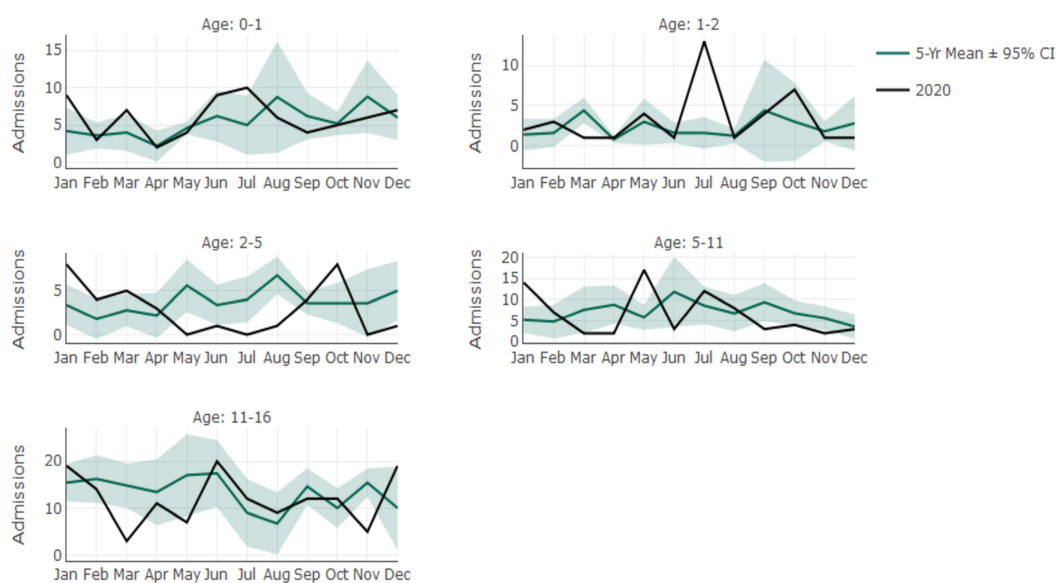 Age: 0-1
Admissions
15
10
5
0
Jan Feb Mar Apr May Jun Jul Aug Sep Oct Nov Dec
Age: 1-2
Admissions
10
5
0
Jan Feb Mar Apr May Jun Jul Aug Sep Oct Nov Dec
5-Yr Mean ± 95% CI
2020
Age: 2-5
Admissions
5
0
Jan Feb Mar Apr May Jun Jul Aug Sep Oct Nov Dec
Age: 5-11
Admissions
20
15
10
5
0
Jan Feb Mar Apr May Jun Jul Aug Sep Oct Nov Dec
Age: 11-16
Admissions
20
10
0
Jan Feb Mar Apr May Jun Jul Aug Sep Oct Nov Dec